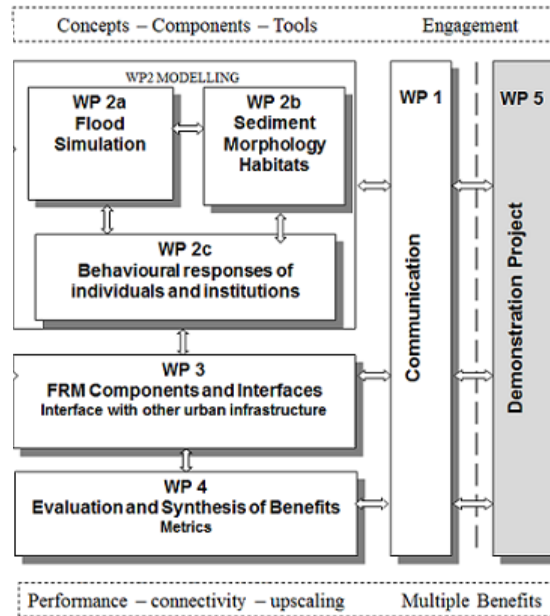 Concepts – Components – Tools
Engagement
WP2 MODELLING
WP 2a
Flood
Simulation
WP 2b
Sediment
Morphology
Habitats
WP 2c
Behavioural responses of
individuals and institutions
WP 3
FRM Components and Interfaces
Interface with other urban infrastructure
WP 4
Evaluation and Synthesis of Benefits
Metrics
WP 1
Communication
WP 5
Demonstration Project
Performance – connectivity – upscaling
Multiple Benefits